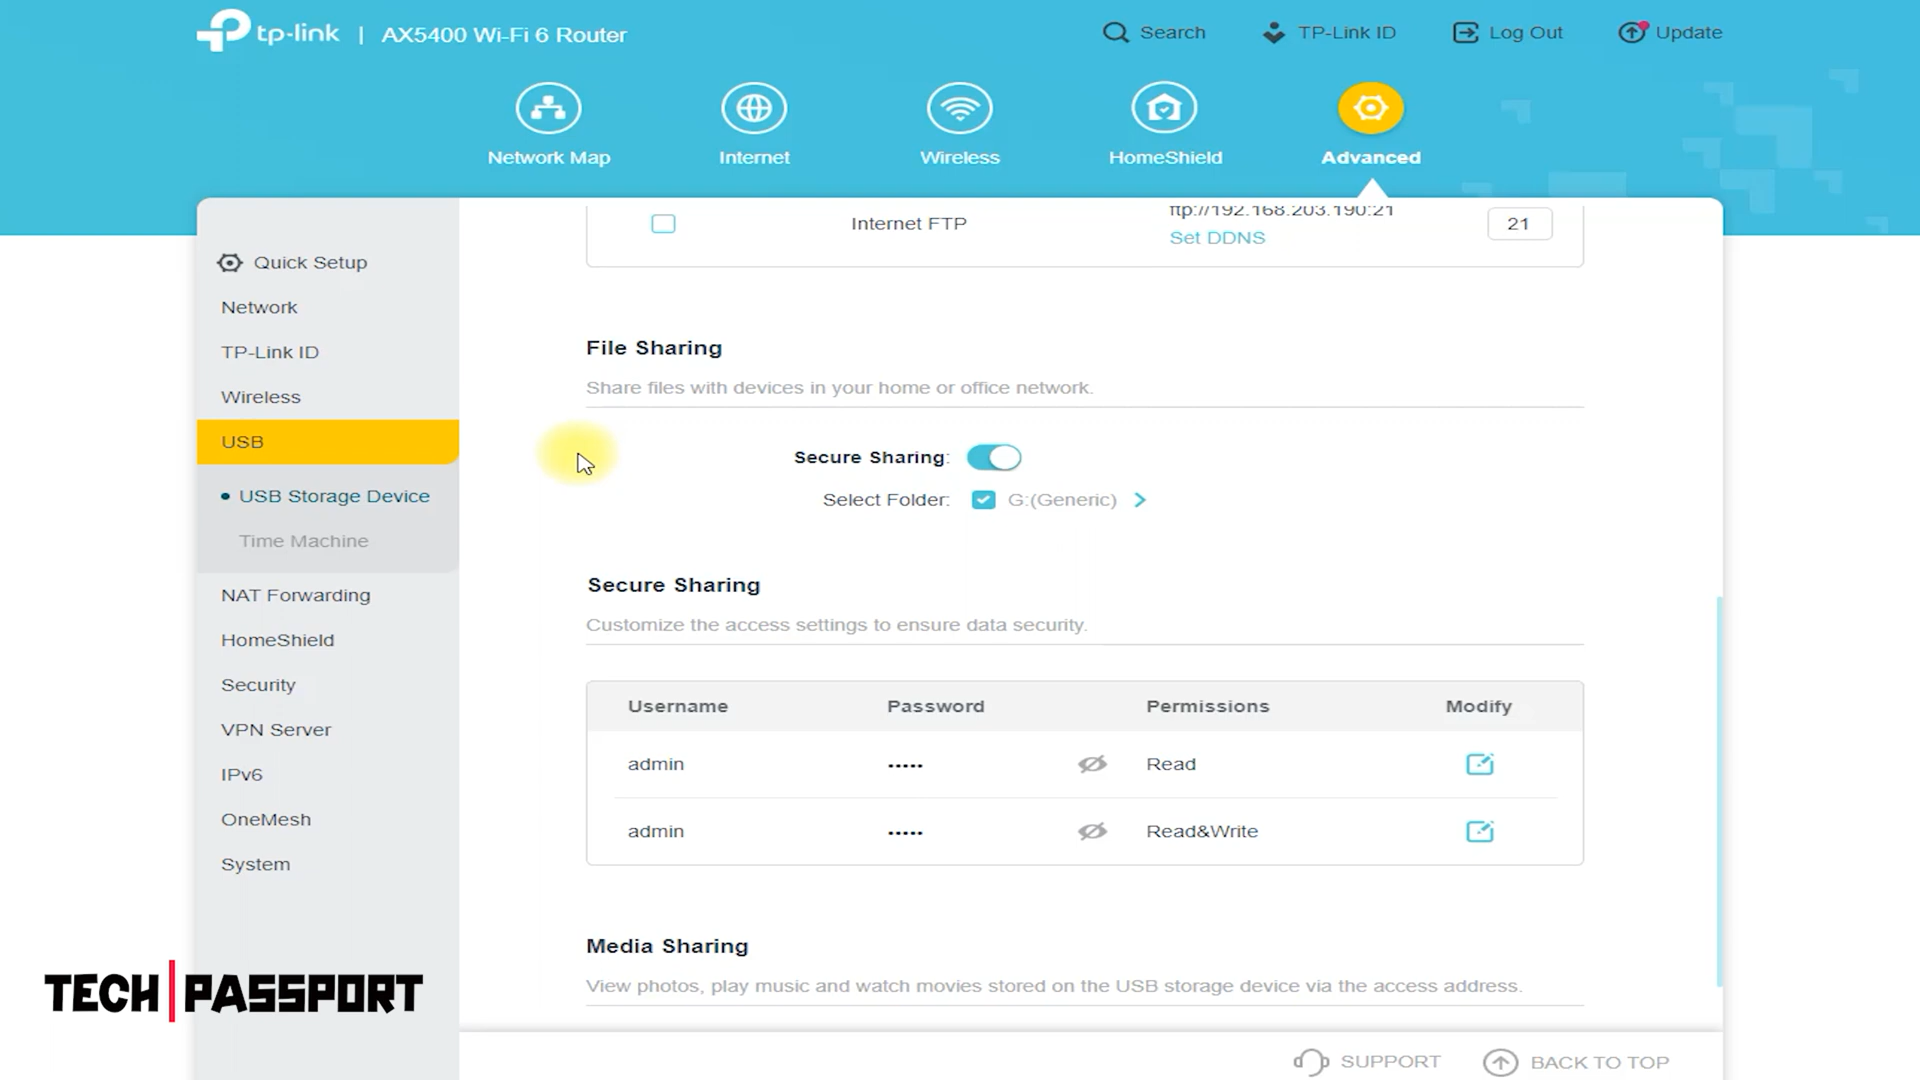 tp-link | AX5400 Wi-Fi 6 Router
Search
TP-Link ID
Log Out
Update
Network Map
Internet
Wireless
HomeShield
Advanced
Quick Setup
Network
TP-Link ID
Wireless
USB
USB Storage Device
Time Machine
NAT Forwarding
HomeShield
Security
VPN Server
IPv6
OneMesh
System
Internet FTP
ftp://192.168.203.190:21
Set DDNS
21
File Sharing
Share files with devices in your home or office network.
Secure Sharing:
Select Folder: G:(Generic)
Secure Sharing
Customize the access settings to ensure data security.
Username Password Permissions Modify
admin ••••• Read
admin ••••• Read&Write
Media Sharing
View photos, play music and watch movies stored on the USB storage device via the access address.
SUPPORT
BACK TO TOP
TECH|PASSPORT